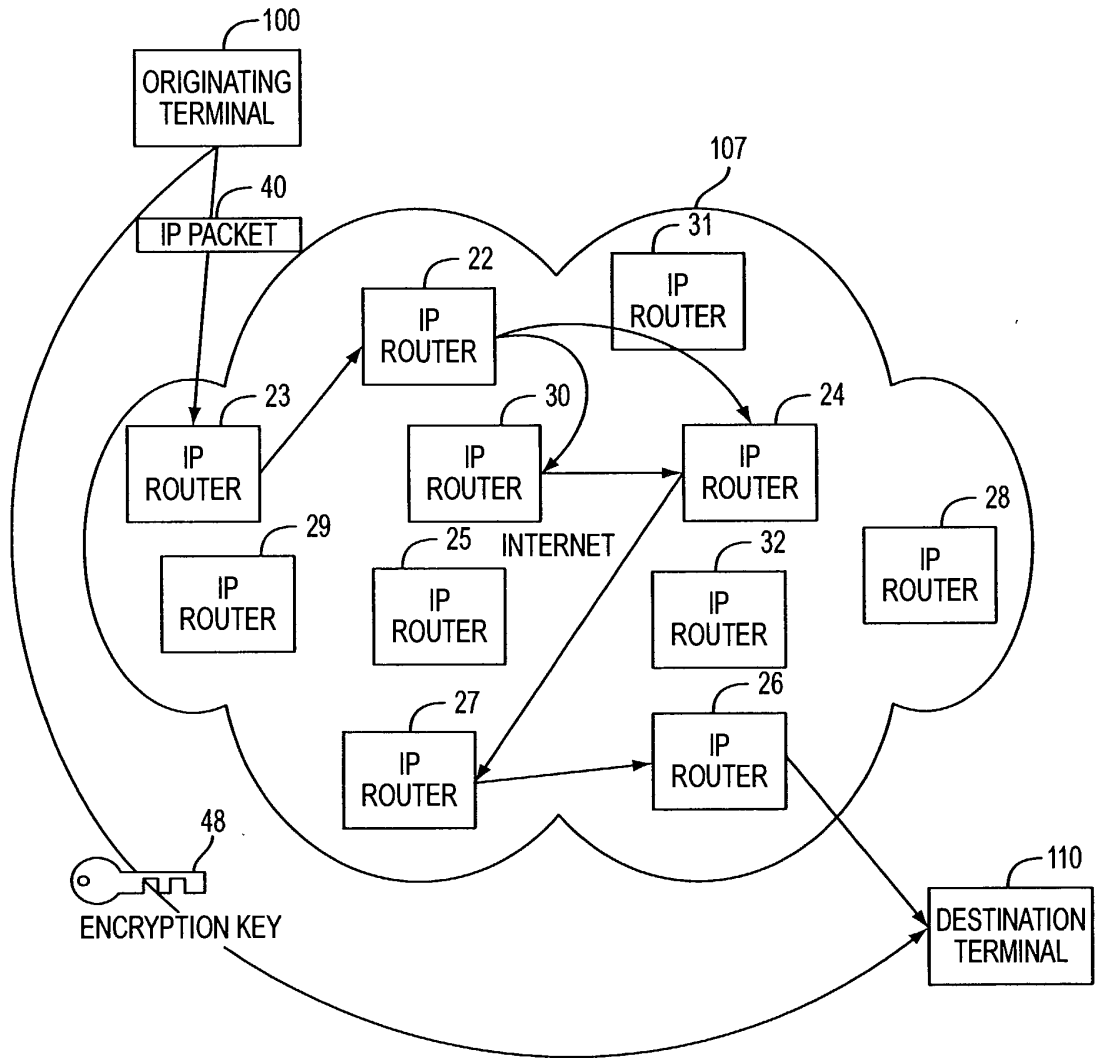 100
ORIGINATING
TERMINAL
40
IP PACKET
107
31
IP
ROUTER
22
IP
ROUTER
23
IP
ROUTER
30
IP
ROUTER
24
IP
ROUTER
29
IP
ROUTER
25
INTERNET
IP
ROUTER
32
IP
ROUTER
28
IP
ROUTER
27
IP
ROUTER
26
IP
ROUTER
48
ENCRYPTION KEY
110
DESTINATION
TERMINAL